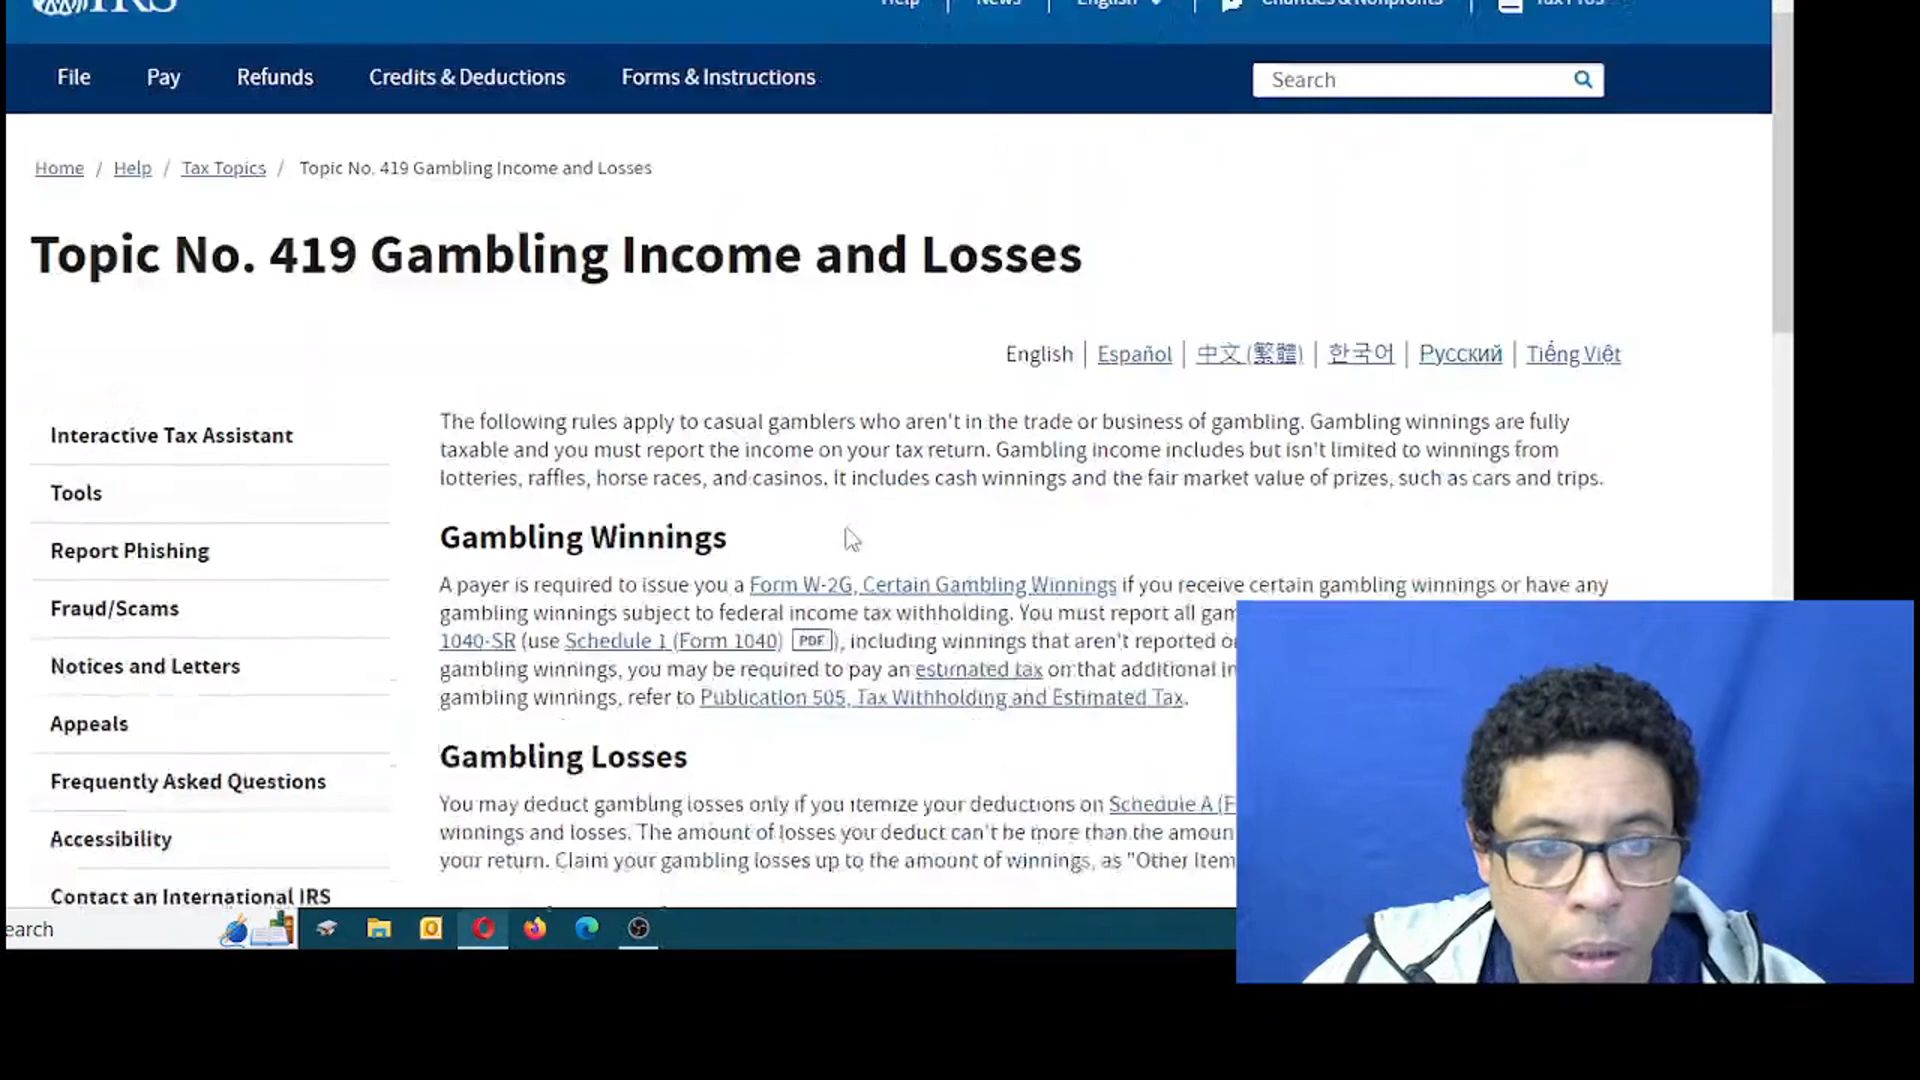 IRS
Help | News | English | Charities & Nonprofits | Tax Pros
File Pay Refunds Credits & Deductions Forms & Instructions Search
Home / Help / Tax Topics / Topic No. 419 Gambling Income and Losses
Topic No. 419 Gambling Income and Losses
English | Español | 中文 (繁體) | 한국어 | Русский | Tiếng Việt
Interactive Tax Assistant
Tools
Report Phishing
Fraud/Scams
Notices and Letters
Appeals
Frequently Asked Questions
Accessibility
Contact an International IRS
The following rules apply to casual gamblers who aren't in the trade or business of gambling. Gambling winnings are fully
taxable and you must report the income on your tax return. Gambling income includes but isn't limited to winnings from
lotteries, raffles, horse races, and casinos. It includes cash winnings and the fair market value of prizes, such as cars and trips.
Gambling Winnings
A payer is required to issue you a Form W-2G, Certain Gambling Winnings if you receive certain gambling winnings or have any
gambling winnings subject to federal income tax withholding. You must report all gam
1040-SR (use Schedule 1 (Form 1040) PDF), including winnings that aren't reported o
gambling winnings, you may be required to pay an estimated tax on that additional in
gambling winnings, refer to Publication 505, Tax Withholding and Estimated Tax.
Gambling Losses
You may deduct gambling losses only if you itemize your deductions on Schedule A (F
winnings and losses. The amount of losses you deduct can't be more than the amoun
your return. Claim your gambling losses up to the amount of winnings, as "Other Item
earch